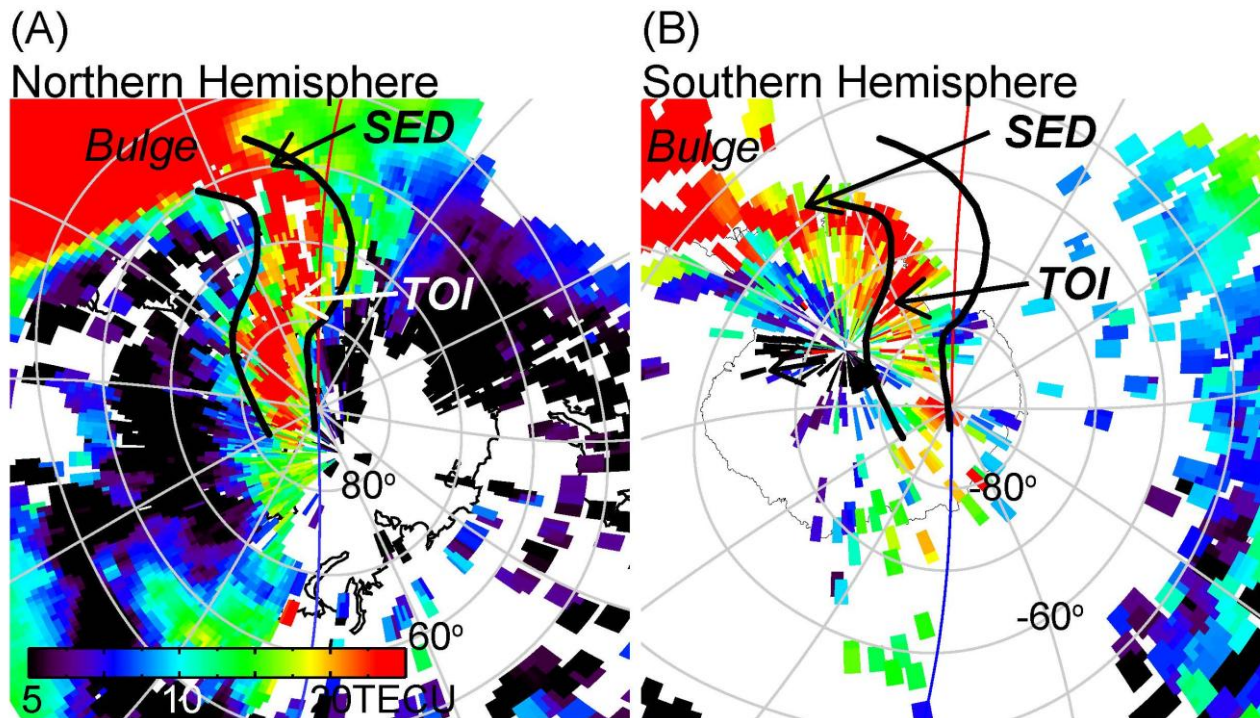 (A)
Northern Hemisphere
Bulge
SED
TOI
80°
60°
5 10 20TECU
(B)
Southern Hemisphere
Bulge
SED
TOI
-80°
-60°